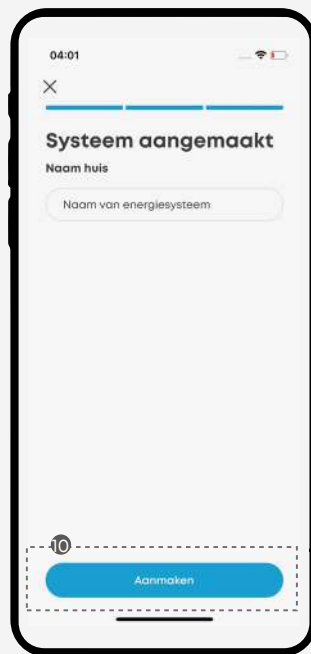 04:01
Systeem aangemaakt
Naam huis
Naam van energiesysteem
10
Aanmaken